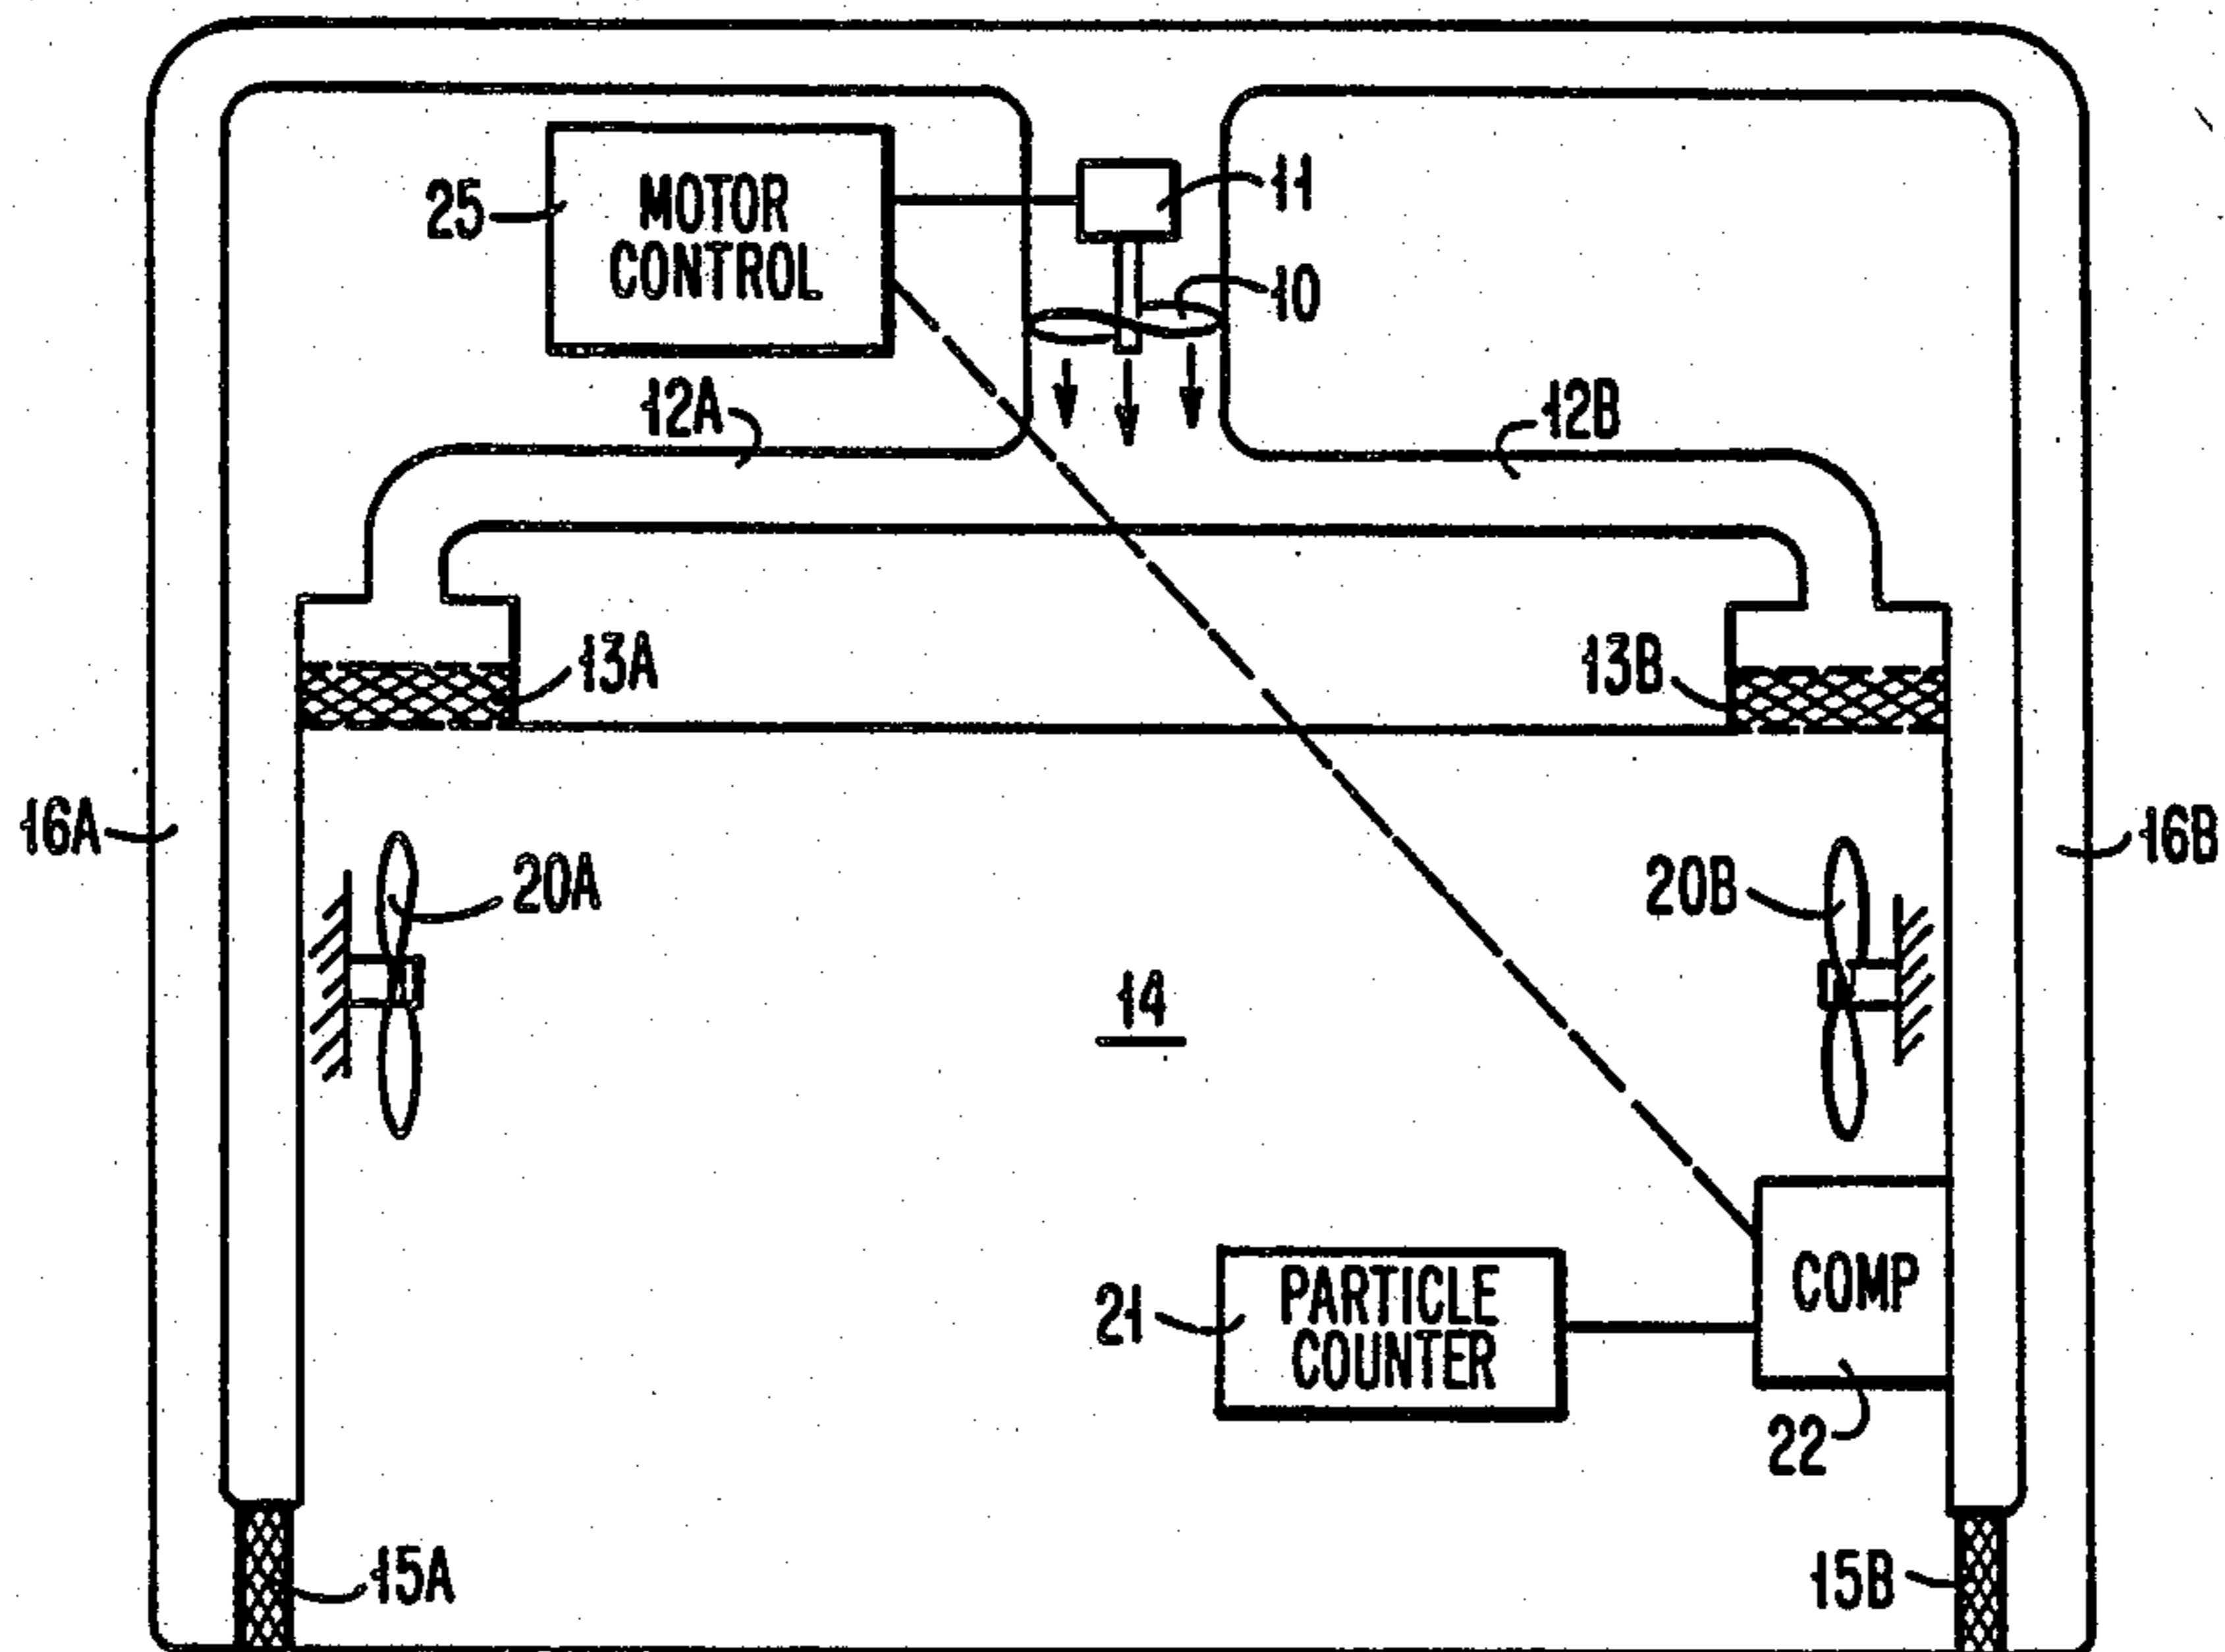 25
MOTOR
CONTROL
11
10
12A
12B
13A
13B
16A
16B
20A
20B
14
21
PARTICLE
COUNTER
COMP
22
15A
15B